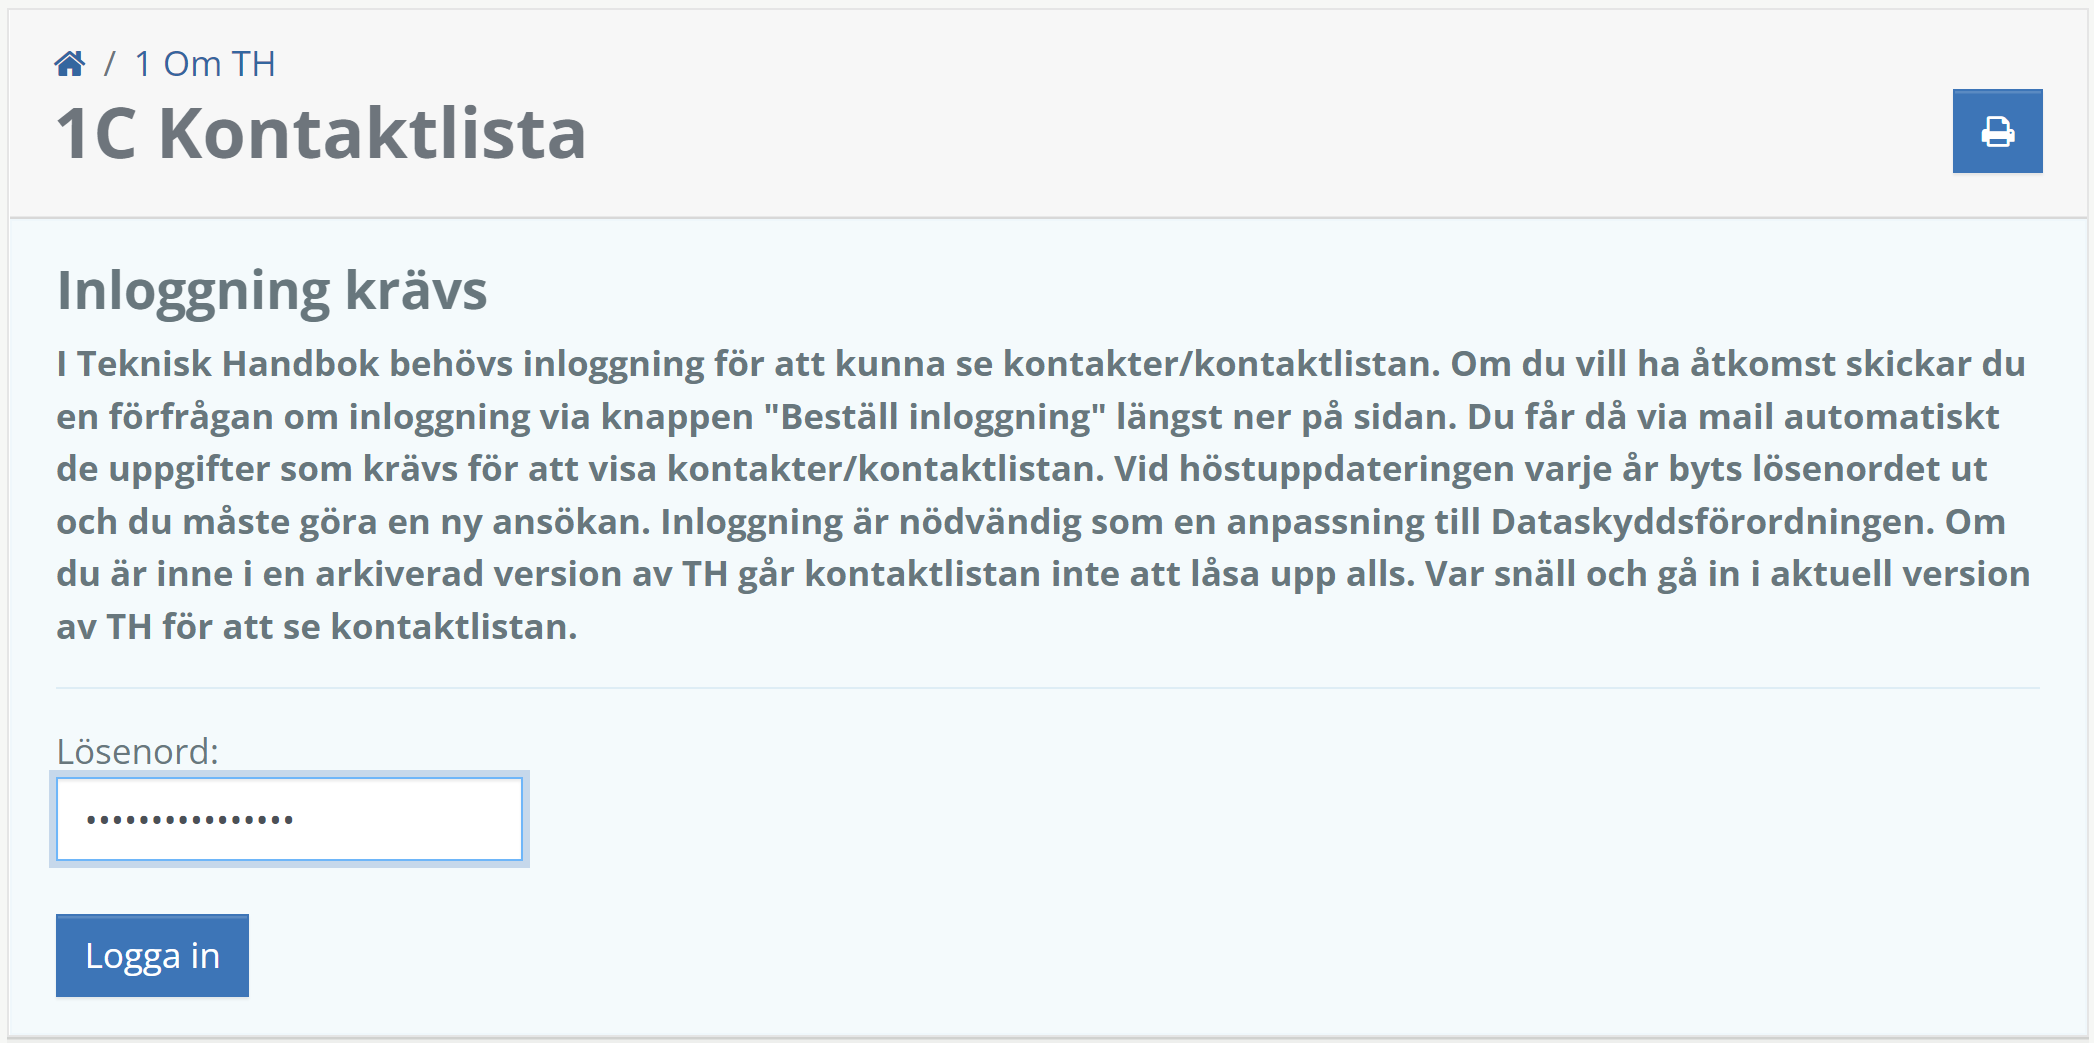 / 1 Om TH
1C Kontaktlista
Inloggning krävs
I Teknisk Handbok behövs inloggning för att kunna se kontakter/kontaktlistan. Om du vill ha åtkomst skickar du
en förfrågan om inloggning via knappen "Beställ inloggning" längst ner på sidan. Du får då via mail automatiskt
de uppgifter som krävs för att visa kontakter/kontaktlistan. Vid höstuppdateringen varje år byts lösenordet ut
och du måste göra en ny ansökan. Inloggning är nödvändig som en anpassning till Dataskyddsförordningen. Om
du är inne i en arkiverad version av TH går kontaktlistan inte att låsa upp alls. Var snäll och gå in i aktuell version
av TH för att se kontaktlistan.
Lösenord:
••••••••••••••••
Logga in